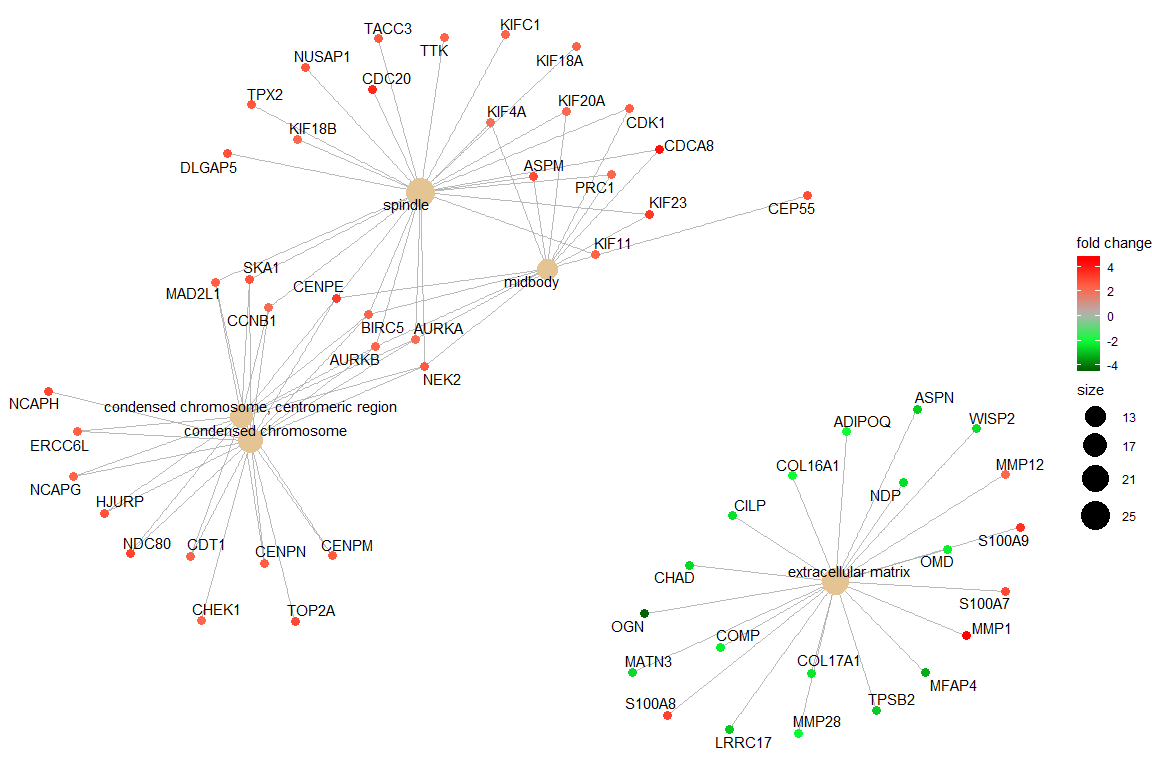 KIFC1
TACC3
TTK
NUSAP1
KIF18A
CDC20
TPX2
KIF20A
KIF4A
CDK1
KIF18B
CDCA8
DLGAP5
ASPM
PRC1
spindle
KIF23
CEP55
KIF11
fold change
SKA1
4
midbody
MAD2L1
CENPE
2
CCNB1
0
BIRC5
AURKA
-2
AURKB
-4
NEK2
size
NCAPH
condensed chromosome, centromeric region
ASPN
13
WISP2
ADIPOQ
condensed chromosome
ERCC6L
17
COL16A1
MMP12
21
NCAPG
NDP
HJURP
CILP
25
NDC80
CDT1
CENPN
CENPM
S100A9
OMD
extracellular matrix
CHAD
S100A7
CHEK1
TOP2A
OGN
MMP1
COMP
MATN3
COL17A1
MFAP4
TPSB2
S100A8
MMP28
LRRC17